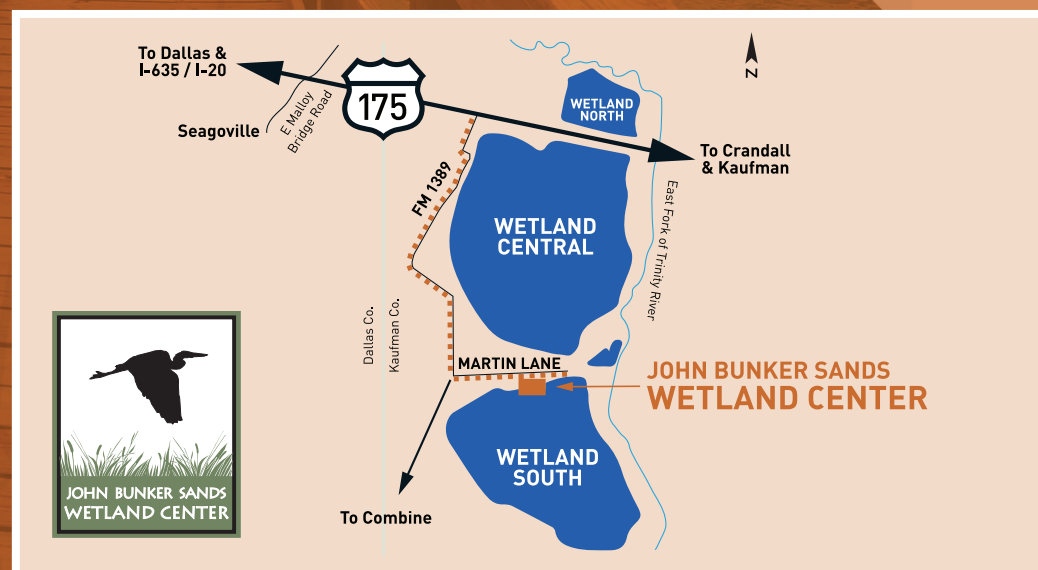 To Dallas &
I-635 / I-20
175
E Malloy
Bridge Road
Seagoville
N
WETLAND
NORTH
To Crandall
& Kaufman
FM 1389
WETLAND
CENTRAL
East Fork of Trinity River
Dallas Co.
Kaufman Co.
MARTIN LANE
JOHN BUNKER SANDS
WETLAND CENTER
WETLAND
SOUTH
To Combine
JOHN BUNKER SANDS
WETLAND CENTER